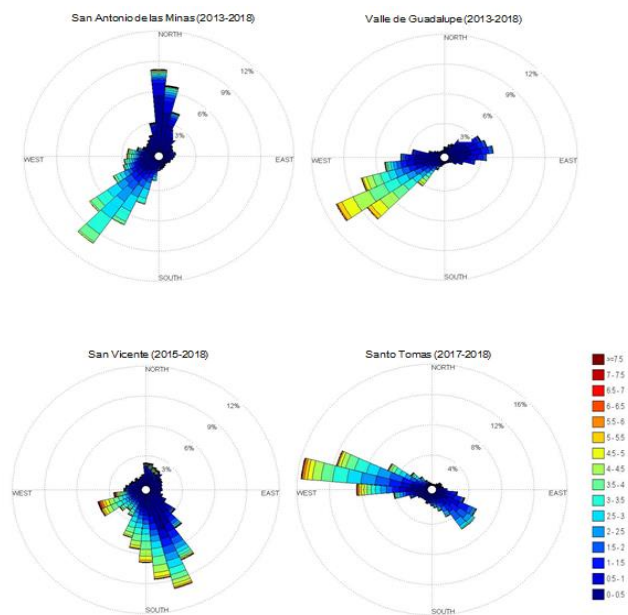 San Antonio de las Minas (2013-2018)
NORTH
12%
9%
6%
3%
WEST
EAST
SOUTH
Valle de Guadalupe (2013-2018)
NORTH
12%
9%
6%
3%
WEST
EAST
SOUTH
San Vicente (2015-2018)
NORTH
12%
9%
6%
3%
WEST
EAST
SOUTH
Santo Tomas (2017-2018)
NORTH
16%
12%
8%
4%
WEST
EAST
SOUTH
>=7.5
7 - 7.5
6.5 - 7
6 - 6.5
5.5 - 6
5 - 5.5
4.5 - 5
4 - 4.5
3.5 - 4
3 - 3.5
2.5 - 3
2 - 2.5
1.5 - 2
1 - 1.5
0.5 - 1
0 - 0.5